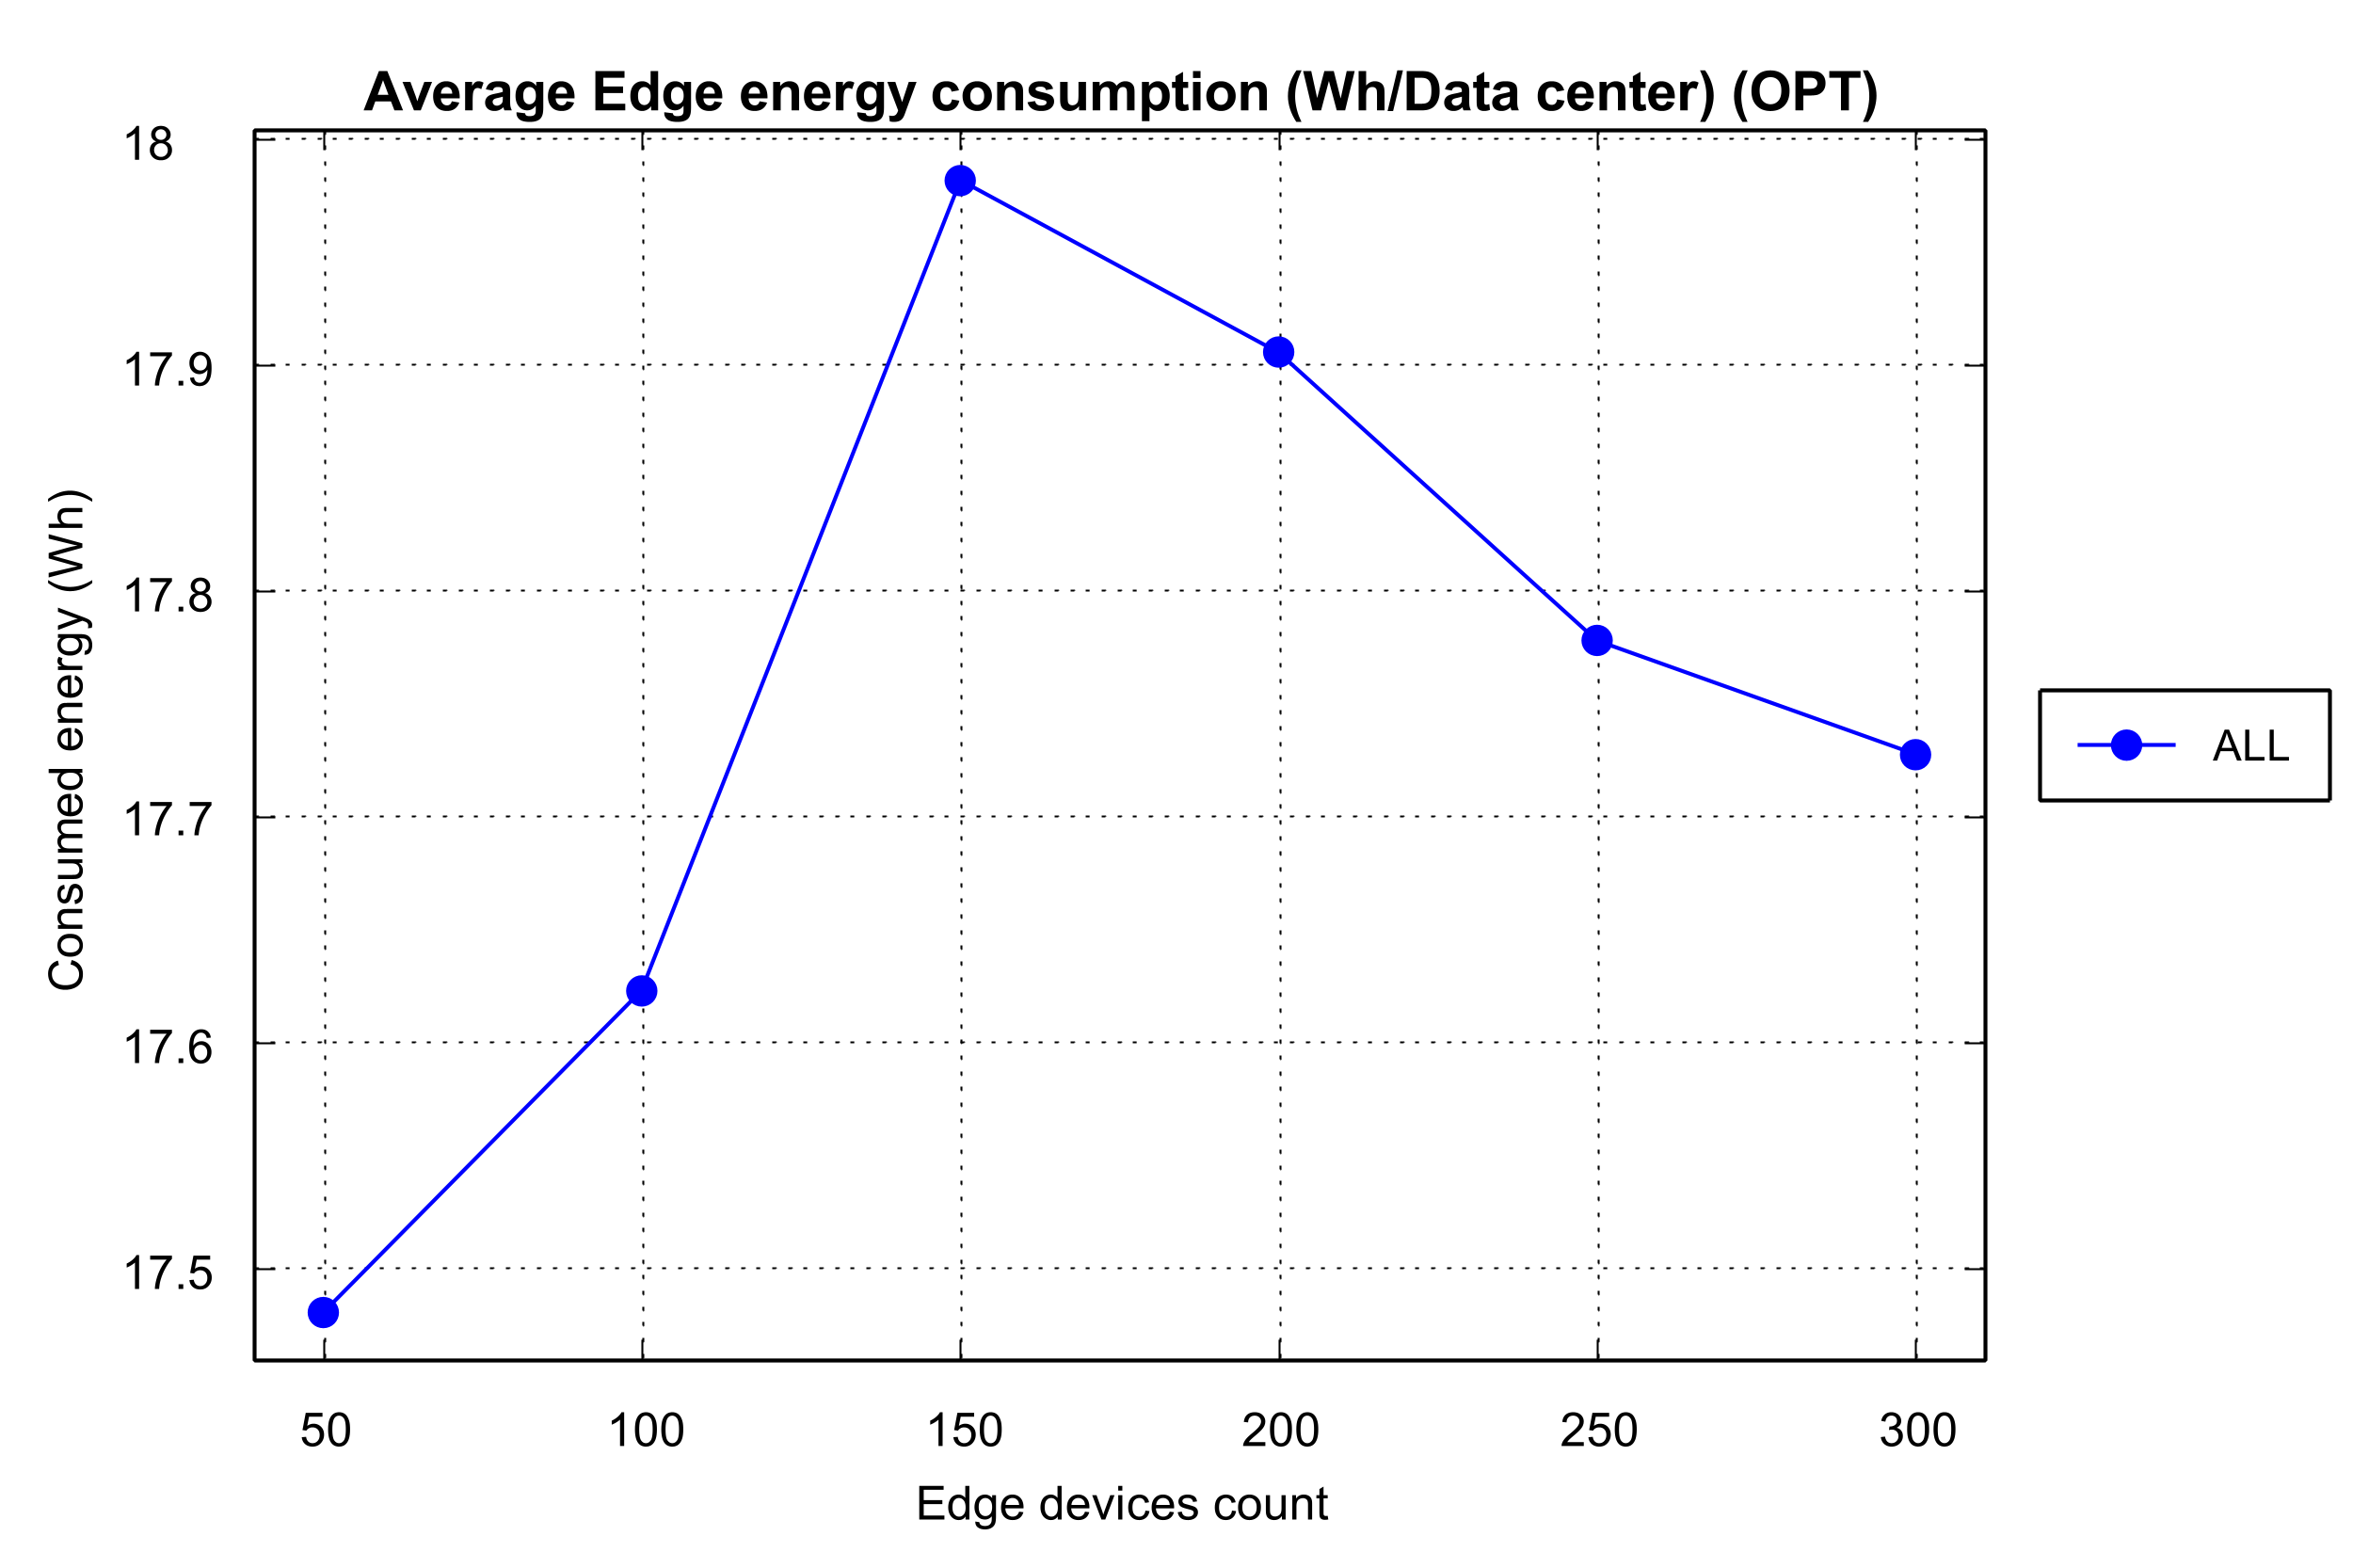 Average Edge energy consumption (Wh/Data center) (OPT)
18
17.9
17.8
17.7
17.6
17.5
Consumed energy (Wh)
ALL
50 100 150 200 250 300
Edge devices count